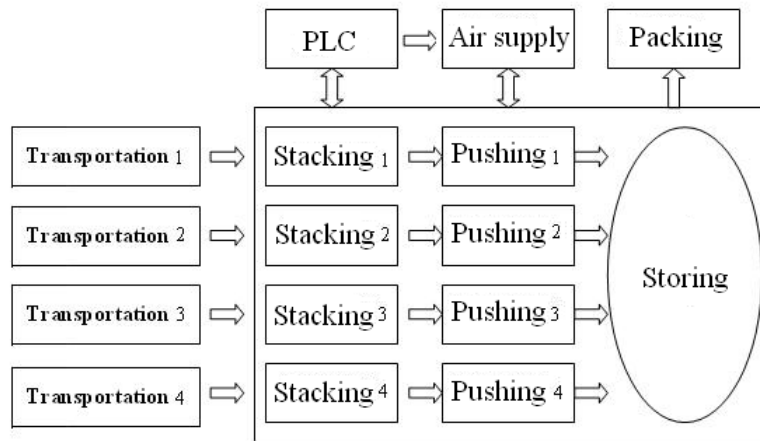 PLC
Air supply
Packing
Transportation 1
Stacking 1
Pushing 1
Transportation 2
Stacking 2
Pushing 2
Storing
Transportation 3
Stacking 3
Pushing 3
Transportation 4
Stacking 4
Pushing 4